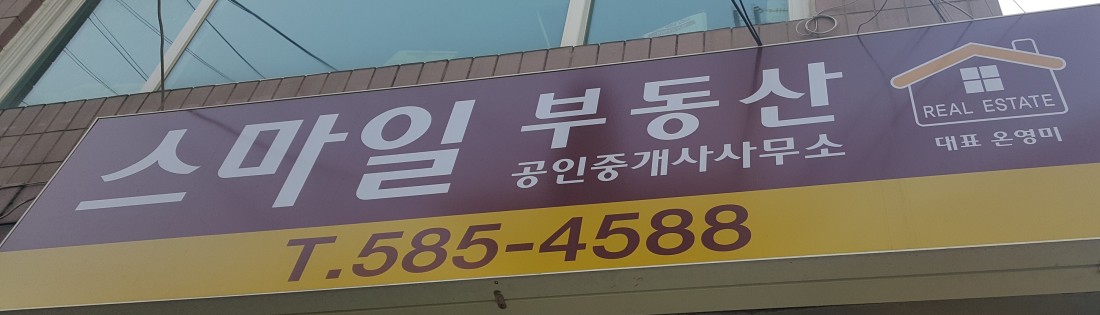 스마일 부동산
공인중개사사무소
REAL ESTATE
대표 온영미
T.585-4588